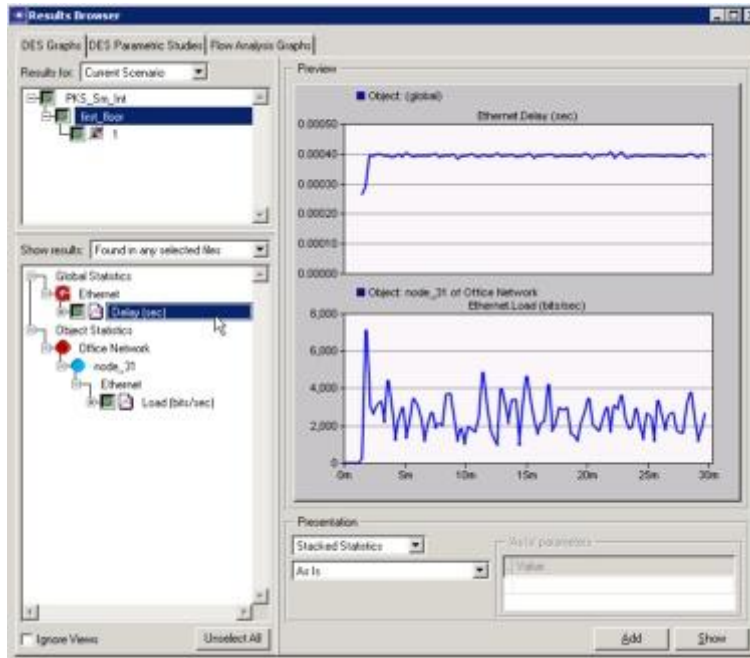 Results Browser
DES Graphs DES Parametric Studies Flow Analysis Graphs
Results for: Current Scenario
PKS_Sm_Int
first_floor
1
Show results: Found in any selected files
Global Statistics
Ethernet
Delay (sec)
Object Statistics
Office Network
node_31
Ethernet
Load (bits/sec)
Ignore Views
Unselect All
Preview
Object: (global)
Ethernet.Delay (sec)
0.00050
0.00040
0.00030
0.00020
0.00010
0.00000
Object: node_31 of Office Network
Ethernet.Load (bits/sec)
8,000
6,000
4,000
2,000
0
0m 5m 10m 15m 20m 25m 30m
Presentation
Stacked Statistics
As Is
'As Is' parameters
Value
Add
Show